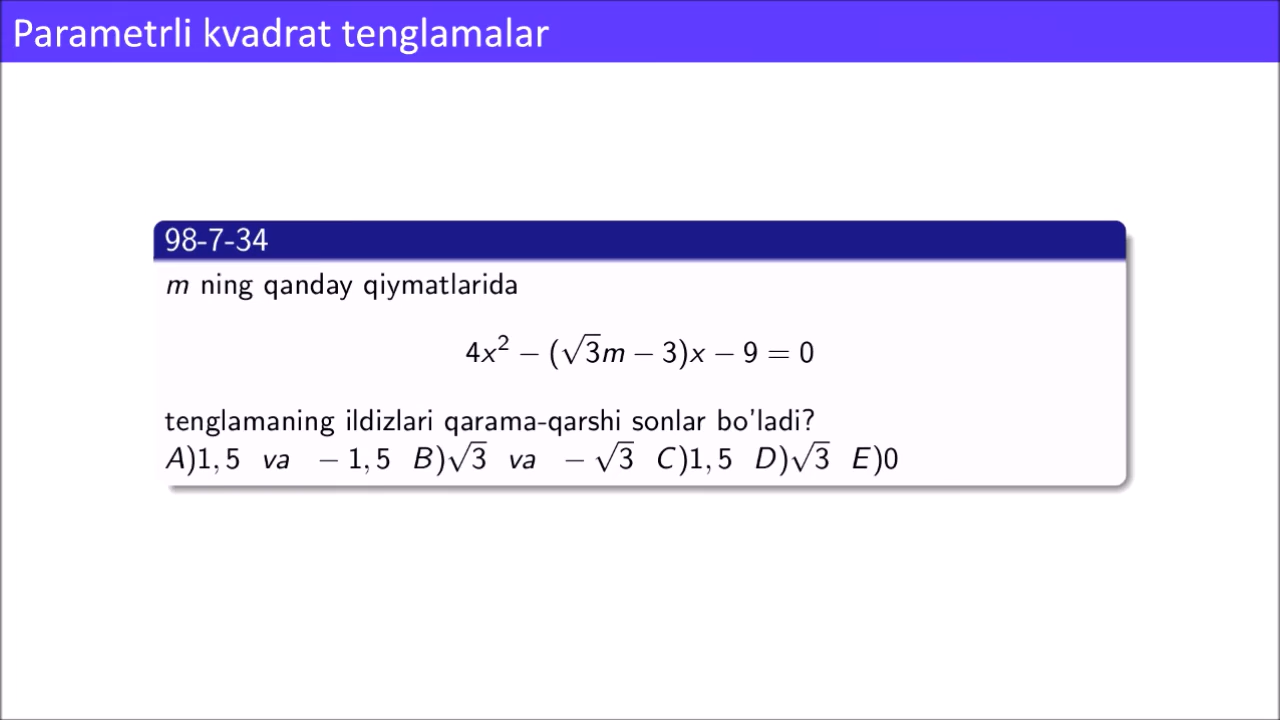 Parametrli kvadrat tenglamalar
98-7-34
m ning qanday qiymatlarida
4x² − (√3m − 3)x − 9 = 0
tenglamaning ildizlari qarama-qarshi sonlar bo'ladi?
A)1, 5 va − 1, 5 B)√3 va − √3 C)1, 5 D)√3 E)0